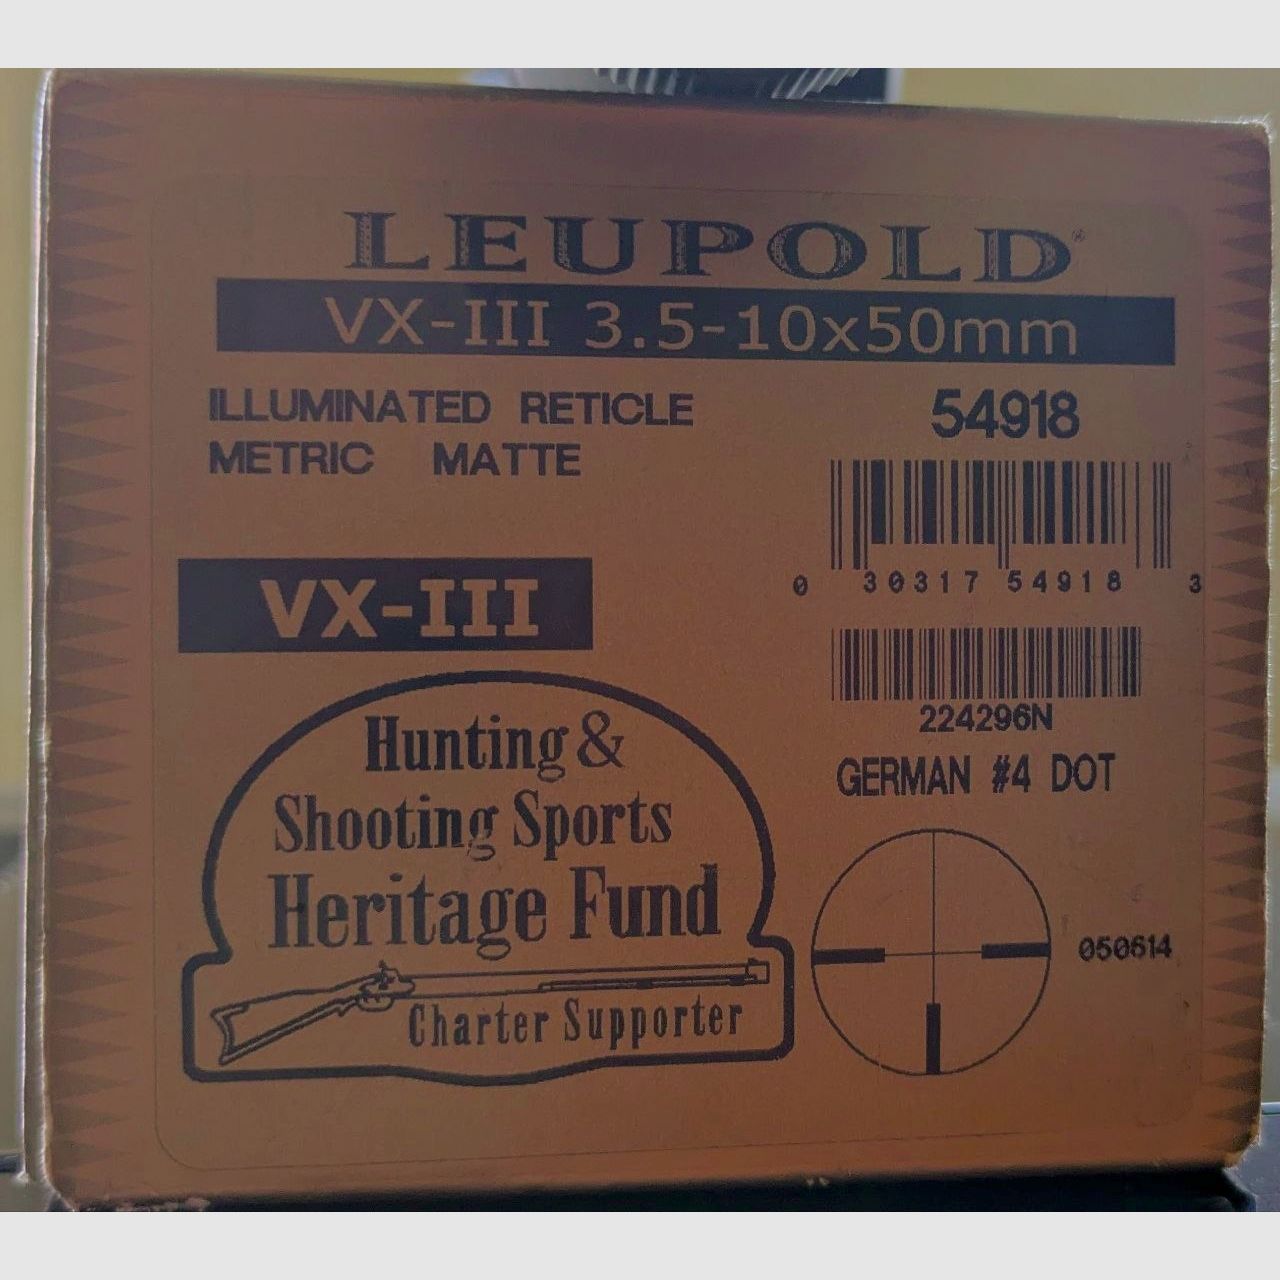 LEUPOLD®
VX-III 3.5-10x50mm
ILLUMINATED RETICLE
METRIC MATTE
54918
0 30317 54918 3
VX-III
224296N
GERMAN #4 DOT
Hunting &
Shooting Sports
Heritage Fund
Charter Supporter
050614